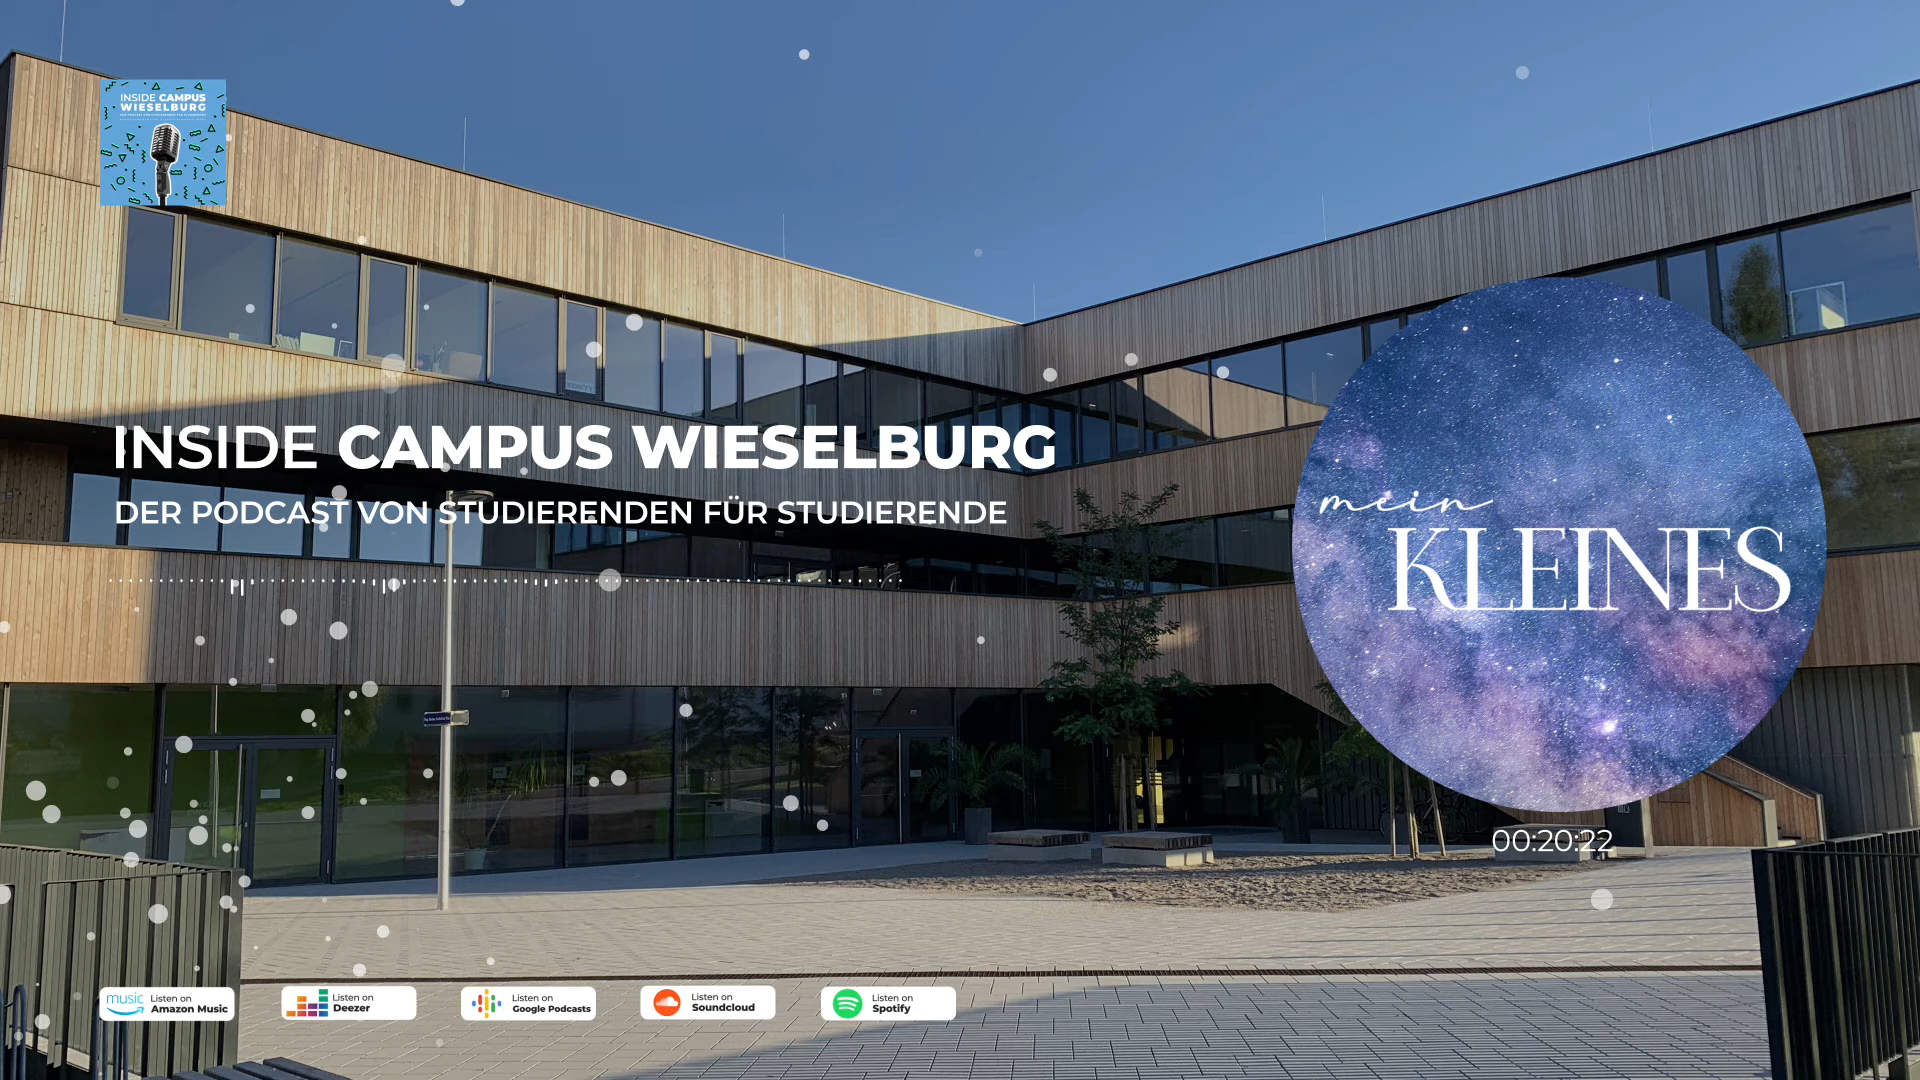 INSIDE CAMPUS
WIESELBURG
INSIDE CAMPUS WIESELBURG
DER PODCAST VON STUDIERENDEN FÜR STUDIERENDE
mein
KLEINES
00:20:22
music
Listen on
Amazon Music
Listen on
Deezer
Listen on
Google Podcasts
Listen on
Soundcloud
Listen on
Spotify